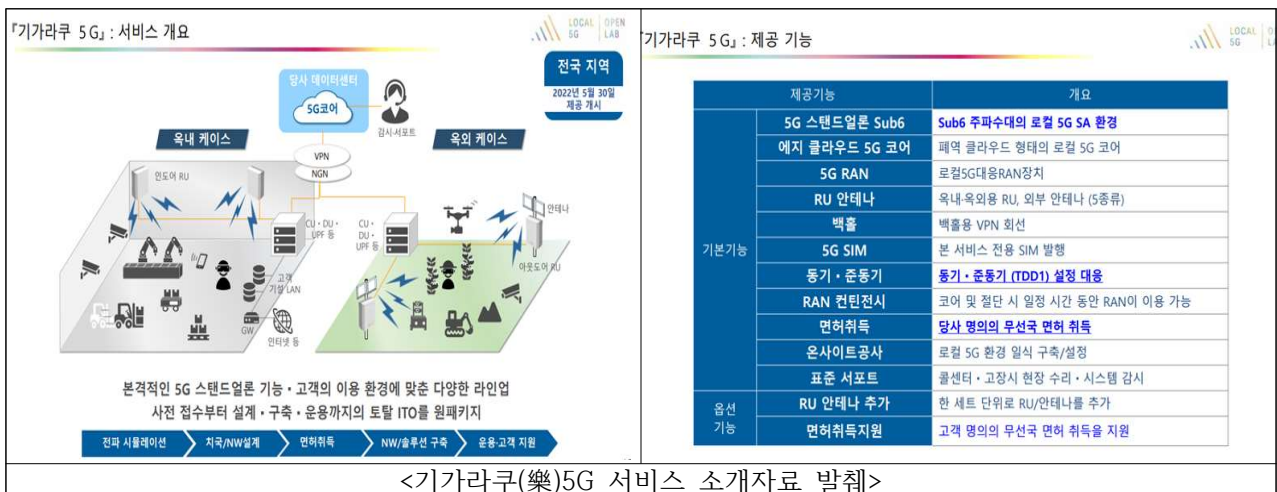 『기가라쿠 5G』: 서비스 개요
LOCAL 5G OPEN LAB
전국 지역
2022년 5월 30일
제공 개시
당사 데이터센터
5G코어
감시·서포트
옥내 케이스
옥외 케이스
VPN
NGN
인도어 RU
안테나
CU・DU・
UPF 등
CU・
DU・
UPF 등
아웃도어 RU
고객
기설 LAN
GW
인터넷 등
본격적인 5G 스탠드얼론 기능・고객의 이용 환경에 맞춘 다양한 라인업
사전 접수부터 설계・구축・운용까지의 토탈 ITO를 원패키지
전파 시뮬레이션
치국/NW설계
면허취득
NW/솔루션 구축
운용·고객 지원
『기가라쿠 5G』: 제공 기능
LOCAL
5G
제공기능 개요
기본기능
5G 스탠드얼론 Sub6 Sub6 주파수대의 로컬 5G SA 환경
에지 클라우드 5G 코어 폐역 클라우드 형태의 로컬 5G 코어
5G RAN 로컬5G대응RAN장치
RU 안테나 옥내·옥외용 RU, 외부 안테나 (5종류)
백홀 백홀용 VPN 회선
5G SIM 본 서비스 전용 SIM 발행
동기・준동기 동기・준동기 (TDD1) 설정 대응
RAN 컨틴전시 코어 및 절단 시 일정 시간 동안 RAN이 이용 가능
면허취득 당사 명의의 무선국 면허 취득
온사이트공사 로컬 5G 환경 일식 구축/설정
표준 서포트 콜센터・고장시 현장 수리・시스템 감시
옵션
기능
RU 안테나 추가 한 세트 단위로 RU/안테나를 추가
면허취득지원 고객 명의의 무선국 면허 취득을 지원
<기가라쿠(樂)5G 서비스 소개자료 발췌>